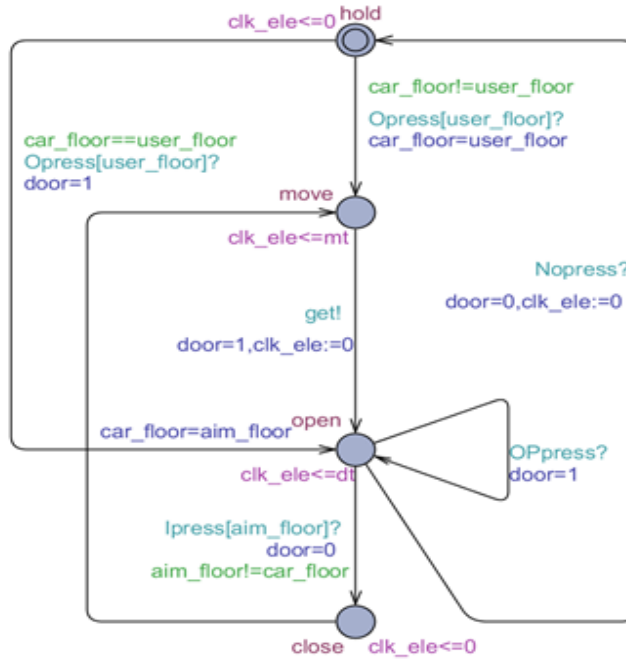 hold
clk_ele<=0
car_floor!=user_floor
Opress[user_floor]?
car_floor=user_floor
car_floor==user_floor
Opress[user_floor]?
door=1
move
clk_ele<=mt
Nopress?
door=0,clk_ele:=0
get!
door=1,clk_ele:=0
open
car_floor=aim_floor
clk_ele<=dt
OPpress?
door=1
Ipress[aim_floor]?
door=0
aim_floor!=car_floor
close clk_ele<=0